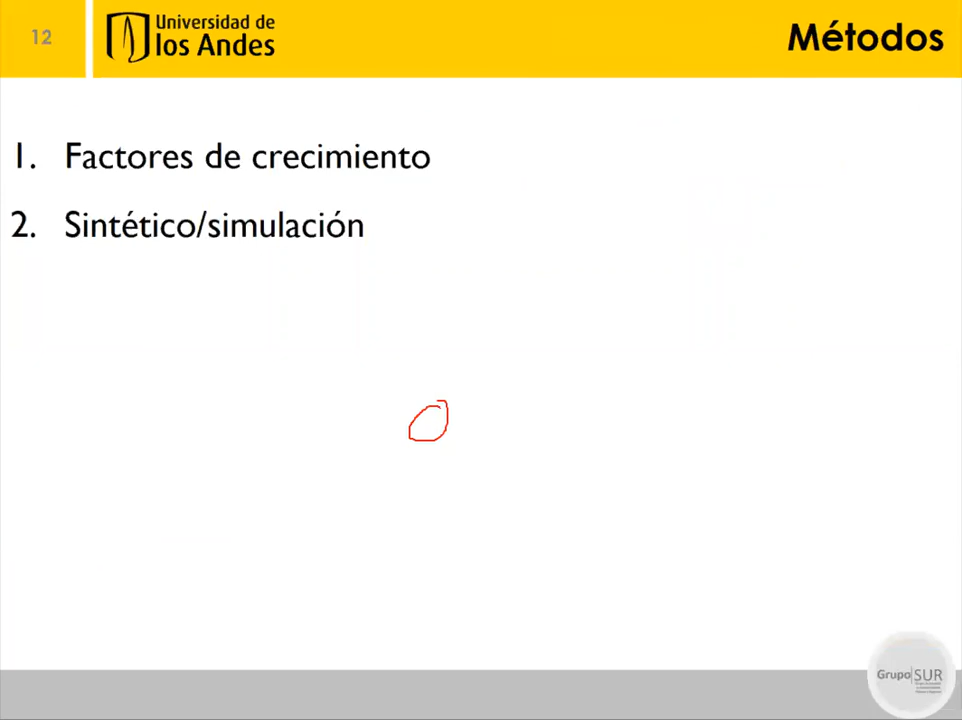 12
Universidad de
los Andes
Métodos
1. Factores de crecimiento
2. Sintético/simulación
Grupo|SUR